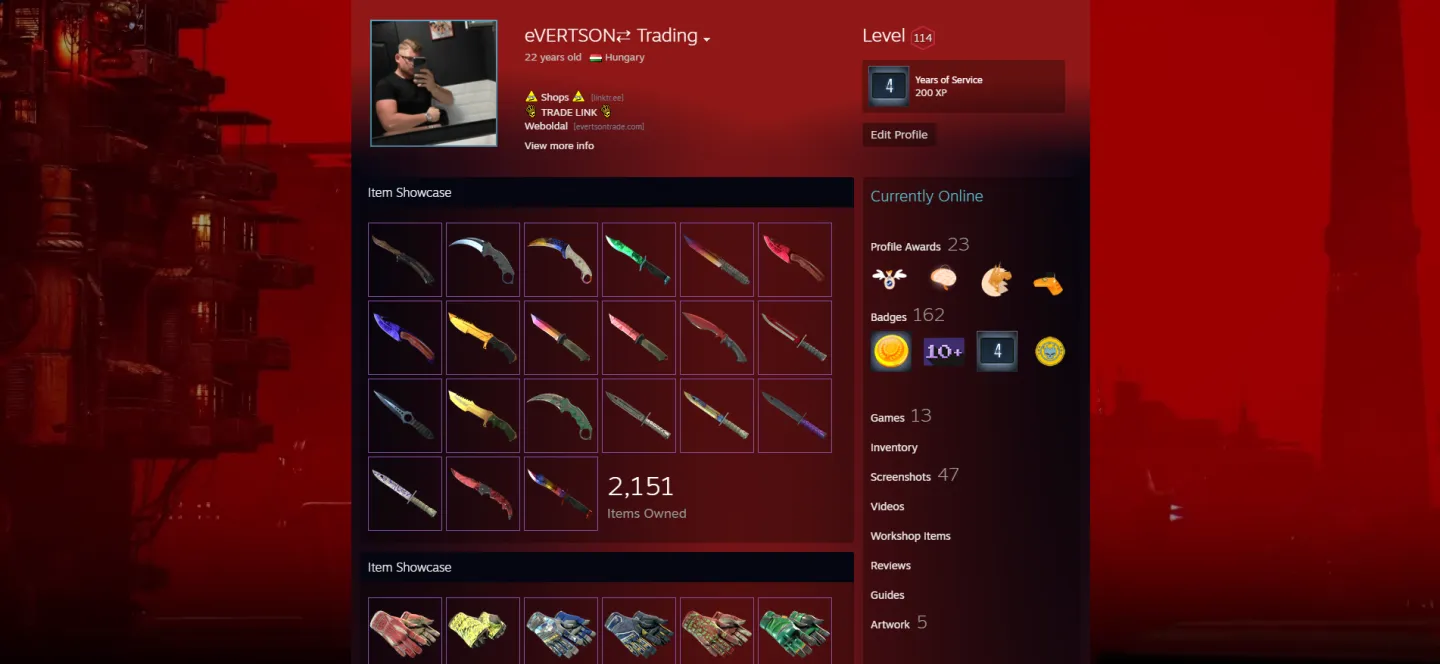 eVERTSON⇄ Trading
22 years old Hungary
Shops [linktr.ee]
TRADE LINK
Weboldal [evertsontrade.com]
View more info
Level 114
4
Years of Service
200 XP
Edit Profile
Item Showcase
2,151
Items Owned
Item Showcase
Currently Online
Profile Awards 23
Badges 162
10+
4
Games 13
Inventory
Screenshots 47
Videos
Workshop Items
Reviews
Guides
Artwork 5